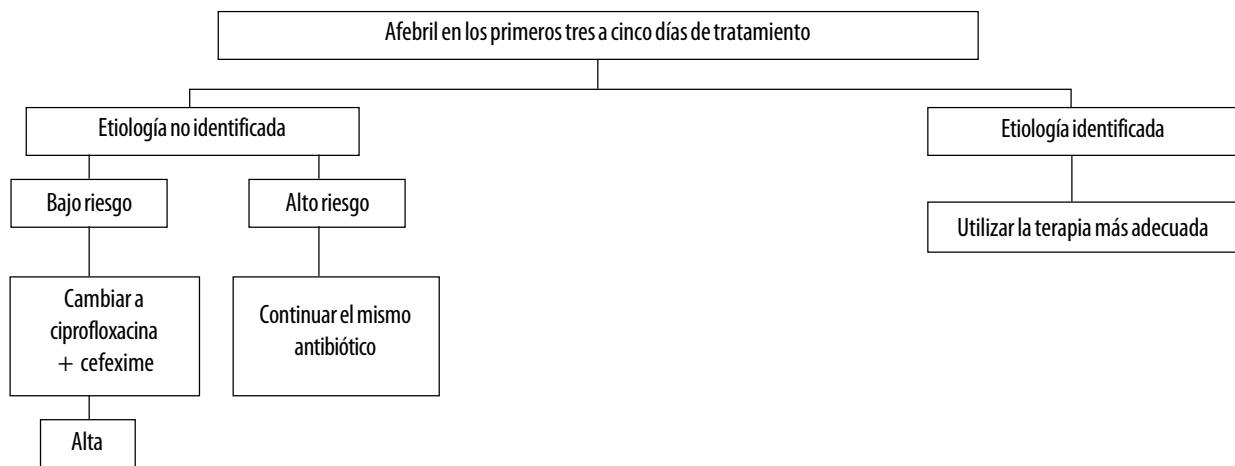 Afebril en los primeros tres a cinco días de tratamiento
Etiología no identificada
Etiología identificada
Bajo riesgo
Alto riesgo
Utilizar la terapia más adecuada
Cambiar a
ciprofloxacina
+ cefexime
Continuar el mismo
antibiótico
Alta